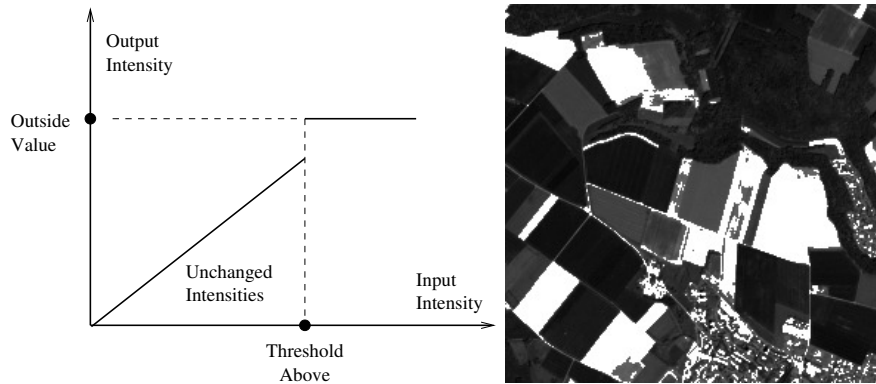 Output
Intensity
Outside
Value
Unchanged
Intensities
Input
Intensity
Threshold
Above